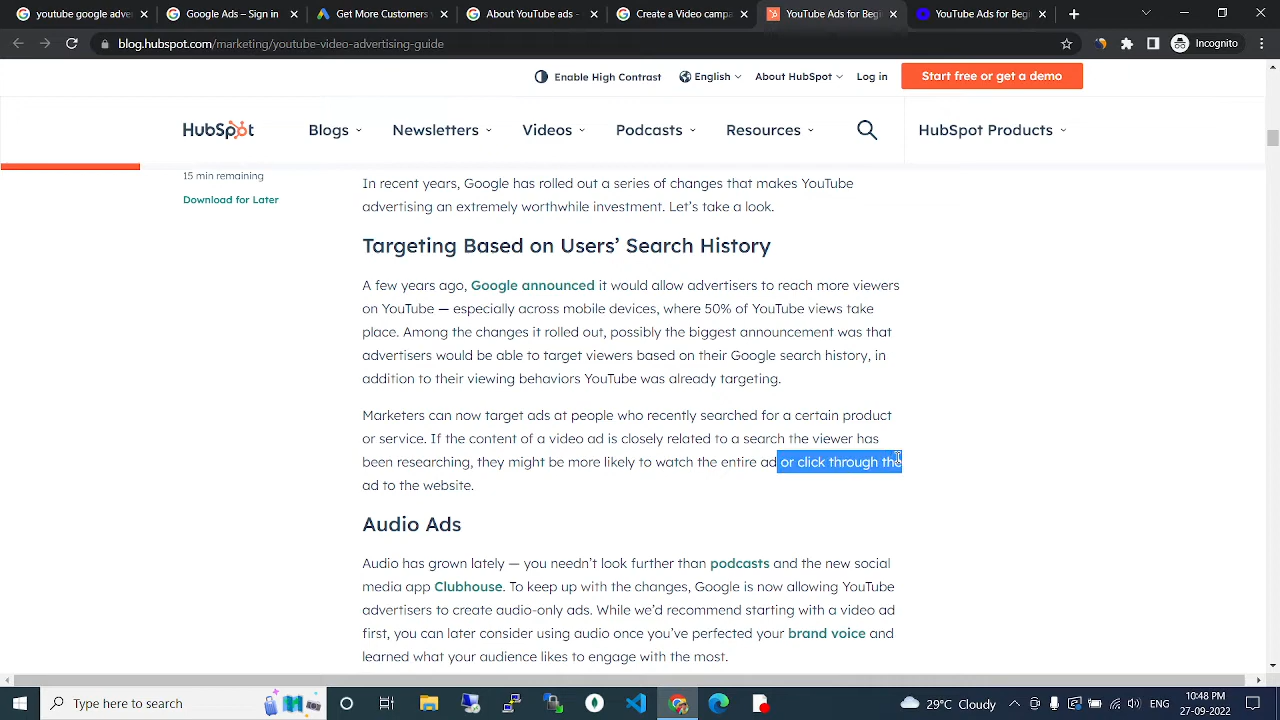 youtube google adver
Google – Sign in
Get More Customers
About YouTube ads -
Create a Video campa
YouTube Ads for Begi
YouTube Ads for Begi
blog.hubspot.com/marketing/youtube-video-advertising-guide
Incognito
Enable High Contrast
English
About HubSpot
Log in
Start free or get a demo
HubSpot
Blogs
Newsletters
Videos
Podcasts
Resources
HubSpot Products
15 min remaining
Download for Later
In recent years, Google has rolled out a series of changes that makes YouTube
advertising an extremely worthwhile investment. Let's take a look.
Targeting Based on Users' Search History
A few years ago, Google announced it would allow advertisers to reach more viewers
on YouTube — especially across mobile devices, where 50% of YouTube views take
place. Among the changes it rolled out, possibly the biggest announcement was that
advertisers would be able to target viewers based on their Google search history, in
addition to their viewing behaviors YouTube was already targeting.
Marketers can now target ads at people who recently searched for a certain product
or service. If the content of a video ad is closely related to a search the viewer has
been researching, they might be more likely to watch the entire ad or click through the
ad to the website.
Audio Ads
Audio has grown lately — you needn't look further than podcasts and the new social
media app Clubhouse. To keep up with the changes, Google is now allowing YouTube
advertisers to create audio-only ads. While we'd recommend starting with a video ad
first, you can later consider using audio once you've perfected your brand voice and
learned what your audience likes to engage with the most.
Type here to search
29°C Cloudy
ENG
10:48 PM
27-09-2022